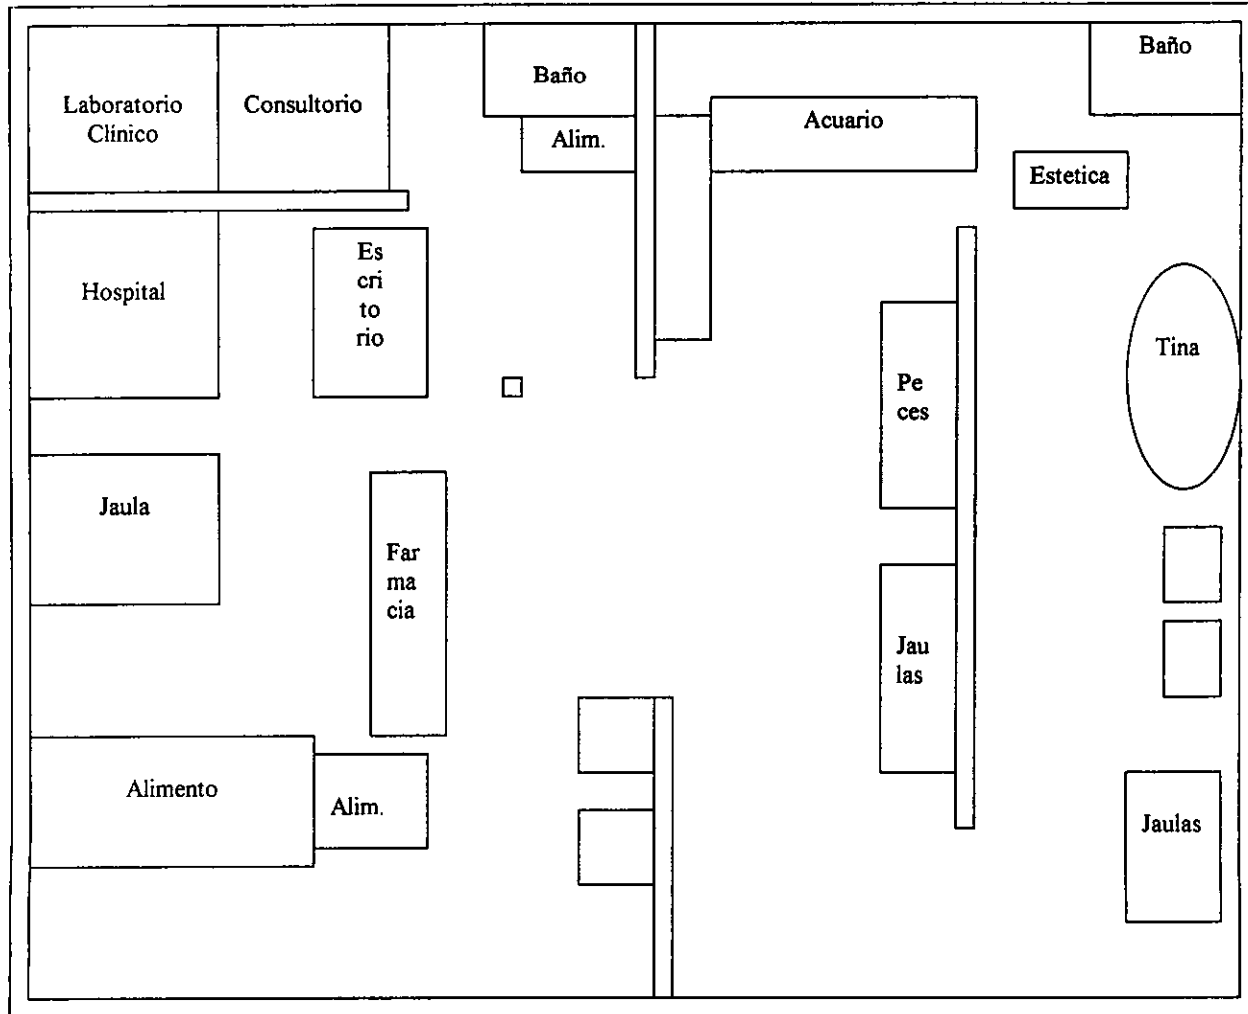 Baño
Baño
Laboratorio
Clínico
Consultorio
Alim.
Acuario
Estetica
Hospital
Es
cri
to
rio
Tina
Pe
ces
Jaula
Far
ma
cia
Jau
las
Alimento
Alim.
Jaulas